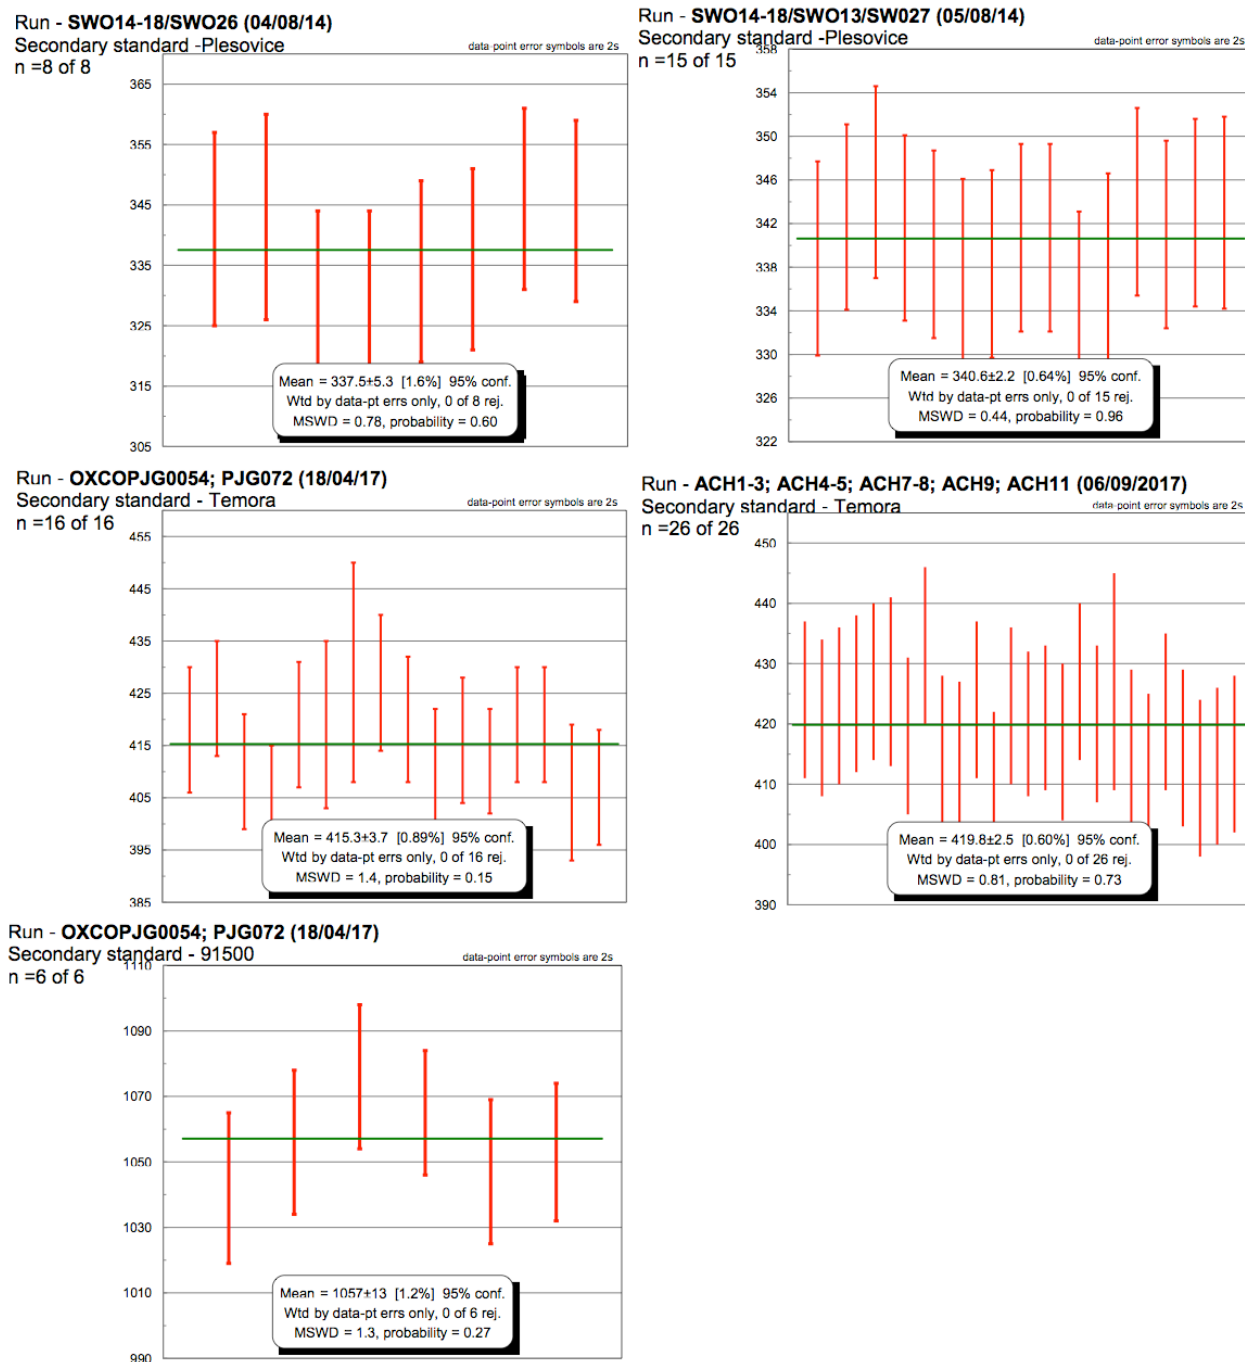 Run - SWO14-18/SWO26 (04/08/14)
Secondary standard -Plesovice
n =8 of 8
data-point error symbols are 2s
365
355
345
335
325
315
305
Mean = 337.5±5.3 [1.6%] 95% conf.
Wtd by data-pt errs only, 0 of 8 rej.
MSWD = 0.78, probability = 0.60
Run - SWO14-18/SWO13/SW027 (05/08/14)
Secondary standard -Plesovice
n =15 of 15
data-point error symbols are 2s
358
354
350
346
342
338
334
330
326
322
Mean = 340.6±2.2 [0.64%] 95% conf.
Wtd by data-pt errs only, 0 of 15 rej.
MSWD = 0.44, probability = 0.96
Run - OXCOPJG0054; PJG072 (18/04/17)
Secondary standard - Temora
n =16 of 16
data-point error symbols are 2s
455
445
435
425
415
405
395
385
Mean = 415.3±3.7 [0.89%] 95% conf.
Wtd by data-pt errs only, 0 of 16 rej.
MSWD = 1.4, probability = 0.15
Run - ACH1-3; ACH4-5; ACH7-8; ACH9; ACH11 (06/09/2017)
Secondary standard - Temora
n =26 of 26
data-point error symbols are 2s
450
440
430
420
410
400
390
Mean = 419.8±2.5 [0.60%] 95% conf.
Wtd by data-pt errs only, 0 of 26 rej.
MSWD = 0.81, probability = 0.73
Run - OXCOPJG0054; PJG072 (18/04/17)
Secondary standard - 91500
n =6 of 6
data-point error symbols are 2s
1110
1090
1070
1050
1030
1010
990
Mean = 1057±13 [1.2%] 95% conf.
Wtd by data-pt errs only, 0 of 6 rej.
MSWD = 1.3, probability = 0.27